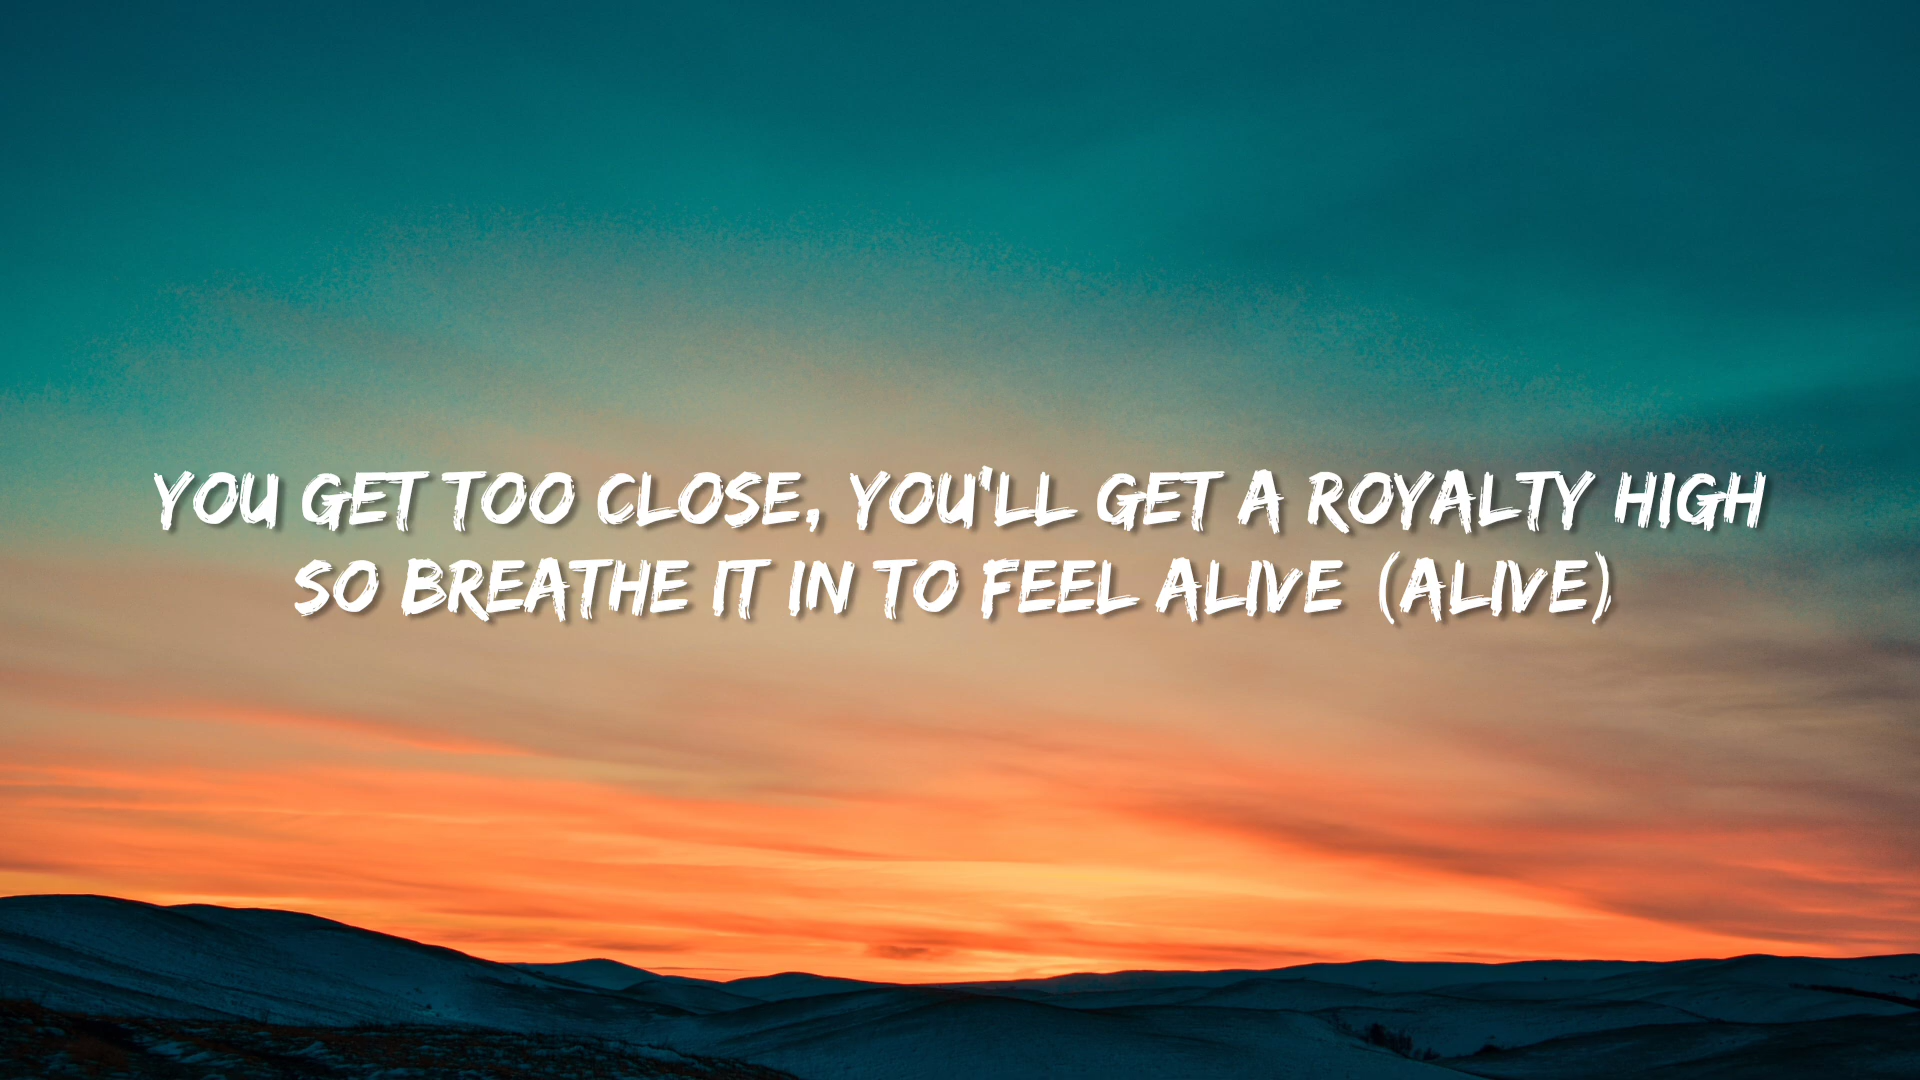 YOU GET TOO CLOSE, YOU'LL GET A ROYALTY HIGH
SO BREATHE IT IN TO FEEL ALIVE (ALIVE)